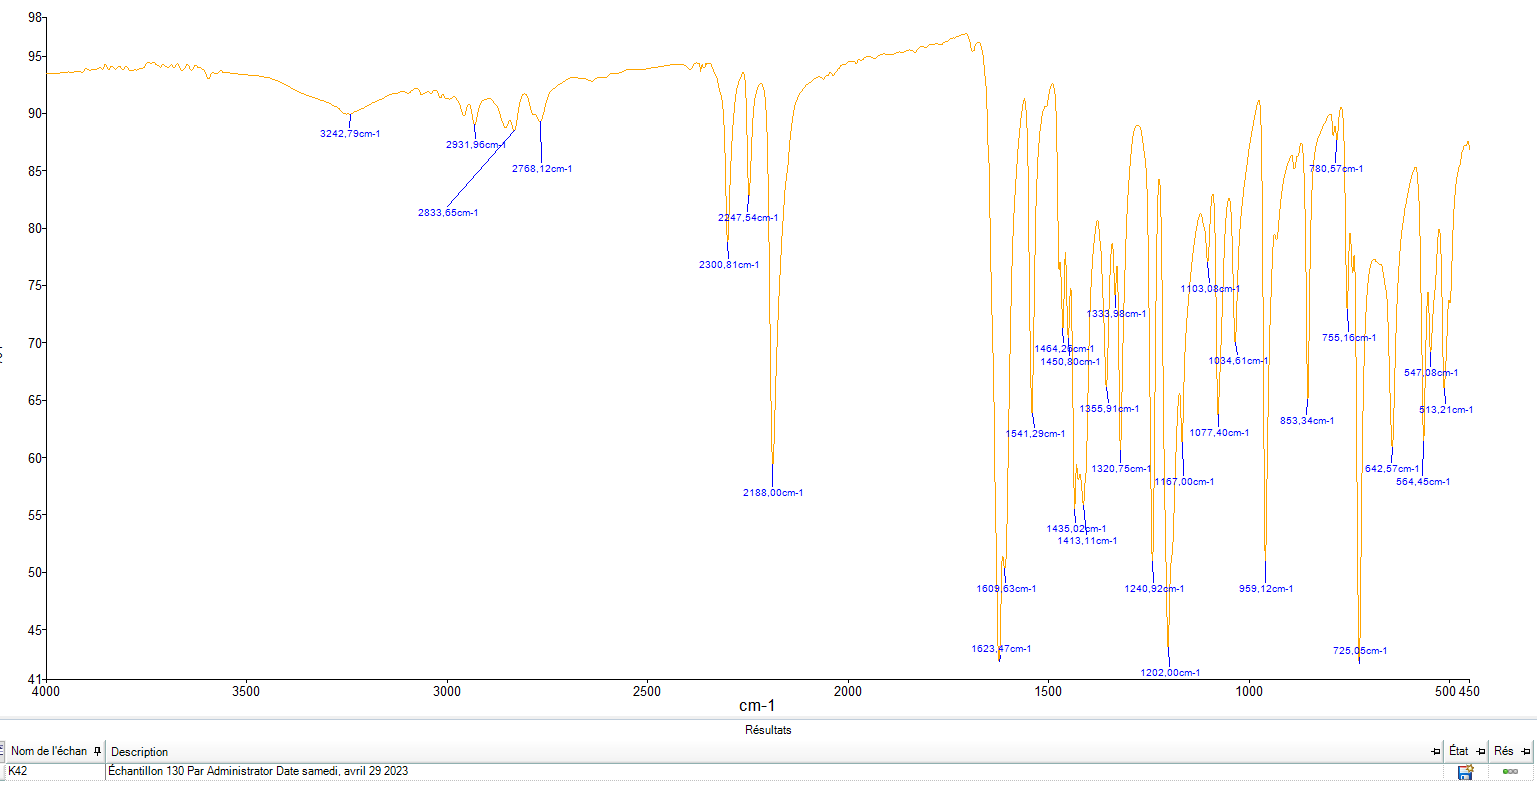 98
95
90
3242,79cm-1
2931,96cm-1
2768,12cm-1
85
780,57cm-1
2833,65cm-1
2247,54cm-1
80
2300,81cm-1
75
1103,08cm-1
1333,98cm-1
755,16cm-1
70
1464,26cm-1
1450,80cm-1
1034,61cm-1
547,08cm-1
65
1355,91cm-1
513,21cm-1
853,34cm-1
1541,29cm-1
1077,40cm-1
60
1320,75cm-1
642,57cm-1
1167,00cm-1
564,45cm-1
2188,00cm-1
55
1435,02cm-1
1413,11cm-1
50
1609,63cm-1
1240,92cm-1
959,12cm-1
45
1623,47cm-1
725,05cm-1
1202,00cm-1
41
4000 3500 3000 2500 2000 1500 1000 500 450
cm-1
Résultats
Nom de l'échan Description État Rés
K42 Échantillon 130 Par Administrator Date samedi, avril 29 2023